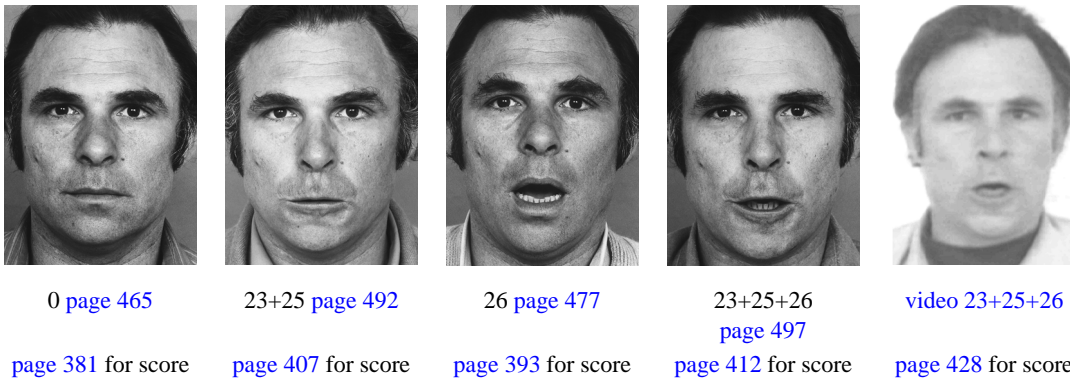 0 page 465
23+25 page 492
26 page 477
23+25+26
page 497
video 23+25+26
page 381 for score
page 407 for score
page 393 for score
page 412 for score
page 428 for score